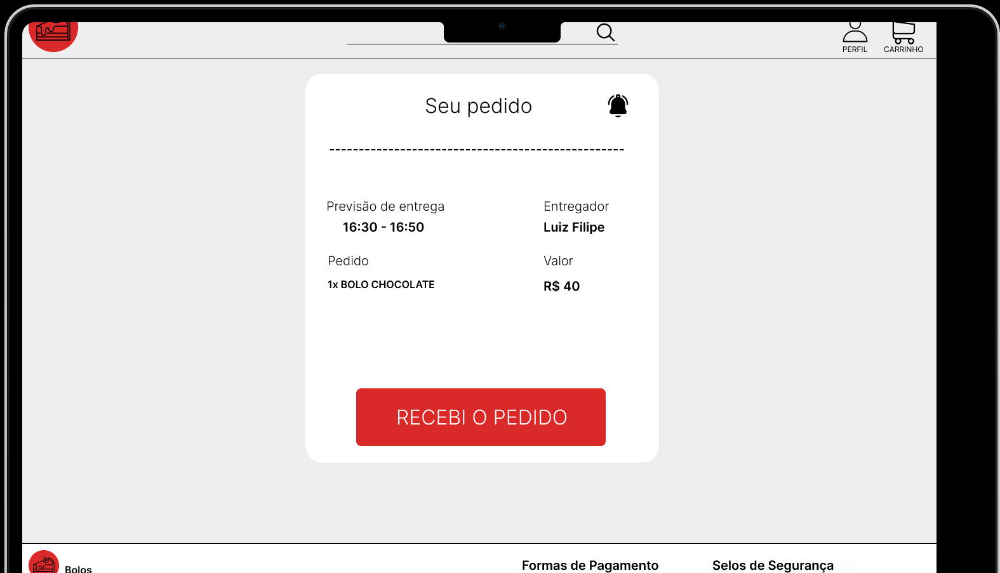 PERFIL CARRINHO
Seu pedido
Previsão de entrega
16:30 - 16:50
Entregador
Luiz Filipe
Pedido
1x BOLO CHOCOLATE
Valor
R$ 40
RECEBI O PEDIDO
Bolos
Formas de Pagamento
Selos de Segurança